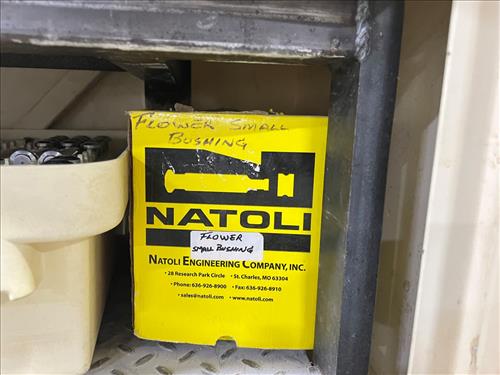 FLOWER SMALL
BUSHING
NATOLI
FLOWER
SMALL BUSHING
NATOLI ENGINEERING COMPANY, INC.
• 28 Research Park Circle • St. Charles, MO 63304
• Phone: 636-926-8900 • Fax: 636-926-8910
• sales@natoli.com • www.natoli.com